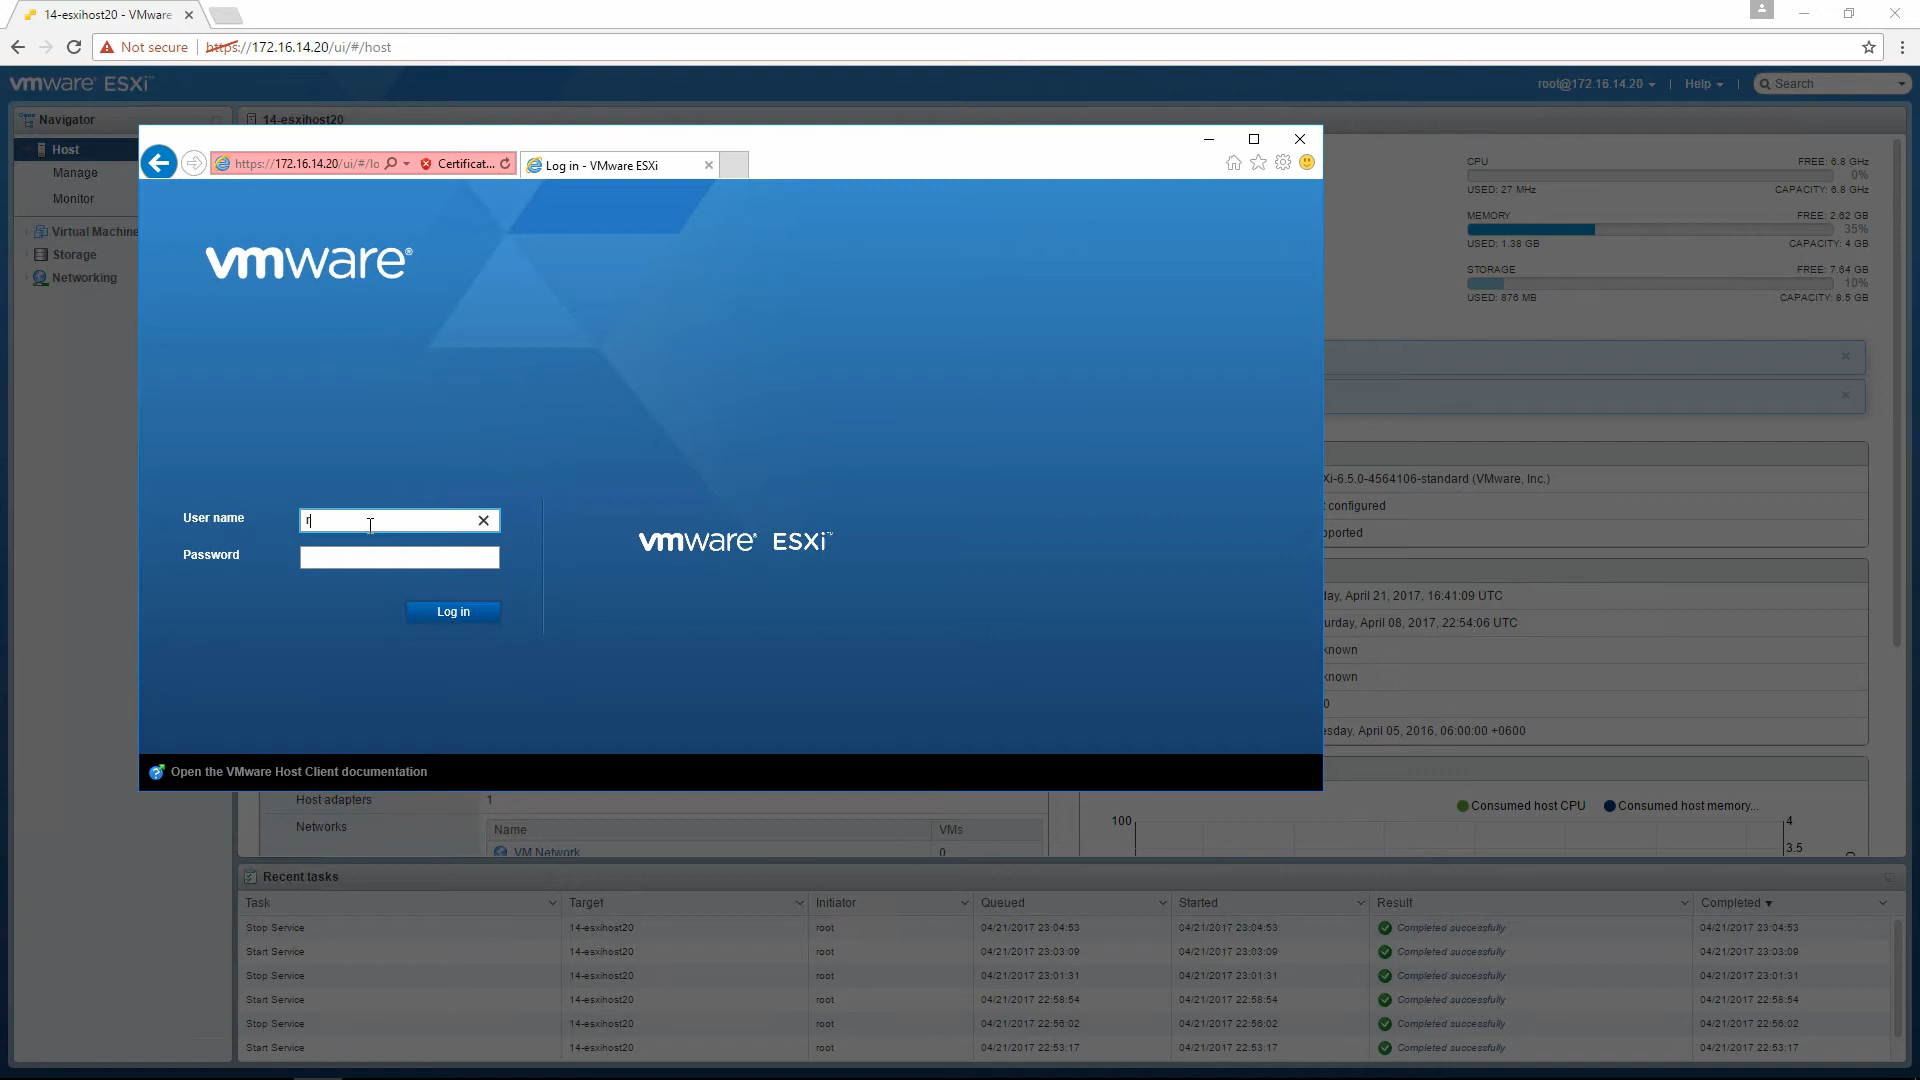 14-esxihost20 - VMware
Not secure https://172.16.14.20/ui/#/host
vmware ESXi™
root@172.16.14.20 | Help | Search
Navigator
14-esxihost20
Host
Manage
Monitor
Virtual Machine
Storage
Networking
CPU FREE: 6.8 GHz
0%
USED: 27 MHz CAPACITY: 6.8 GHz
MEMORY FREE: 2.62 GB
35%
USED: 1.38 GB CAPACITY: 4 GB
STORAGE FREE: 7.64 GB
10%
USED: 876 MB CAPACITY: 8.5 GB
https://172.16.14.20/ui/#/lo Certificat... Log in - VMware ESXi
vmware®
User name r
Password
Log in
vmware® ESXi™
Open the VMware Host Client documentation
Xi-6.5.0-4564106-standard (VMware, Inc.)
t configured
pported
day, April 21, 2017, 16:41:09 UTC
urday, April 08, 2017, 22:54:06 UTC
known
known
0
esday, April 05, 2016, 06:00:00 +0600
Host adapters 1
Networks Name VMs
VM Network 0
Consumed host CPU Consumed host memory...
100 4
3.5
Recent tasks
Task Target Initiator Queued Started Result Completed
Stop Service 14-esxihost20 root 04/21/2017 23:04:53 04/21/2017 23:04:53 Completed successfully 04/21/2017 23:04:53
Start Service 14-esxihost20 root 04/21/2017 23:03:09 04/21/2017 23:03:09 Completed successfully 04/21/2017 23:03:09
Stop Service 14-esxihost20 root 04/21/2017 23:01:31 04/21/2017 23:01:31 Completed successfully 04/21/2017 23:01:31
Start Service 14-esxihost20 root 04/21/2017 22:58:54 04/21/2017 22:58:54 Completed successfully 04/21/2017 22:58:54
Stop Service 14-esxihost20 root 04/21/2017 22:56:02 04/21/2017 22:56:02 Completed successfully 04/21/2017 22:56:02
Start Service 14-esxihost20 root 04/21/2017 22:53:17 04/21/2017 22:53:17 Completed successfully 04/21/2017 22:53:17